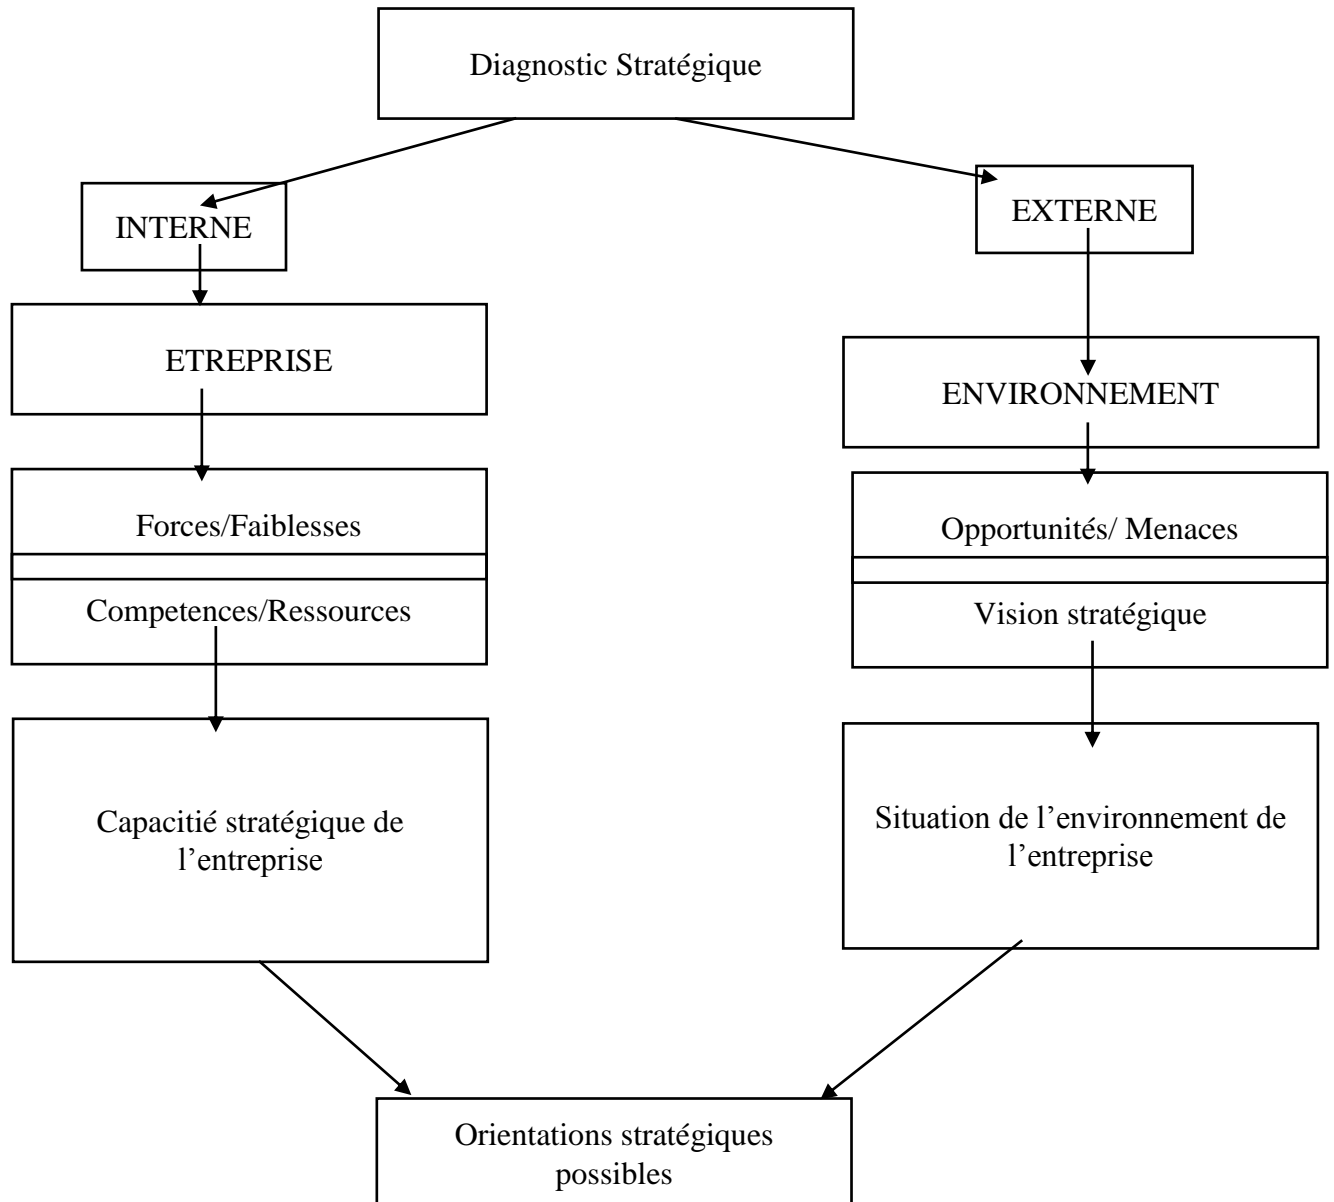 Diagnostic Stratégique
INTERNE
EXTERNE
ETREPRISE
ENVIRONNEMENT
Forces/Faiblesses
Opportunités/ Menaces
Competences/Ressources
Vision stratégique
Capacitié stratégique de
l’entreprise
Situation de l’environnement de
l’entreprise
Orientations stratégiques
possibles